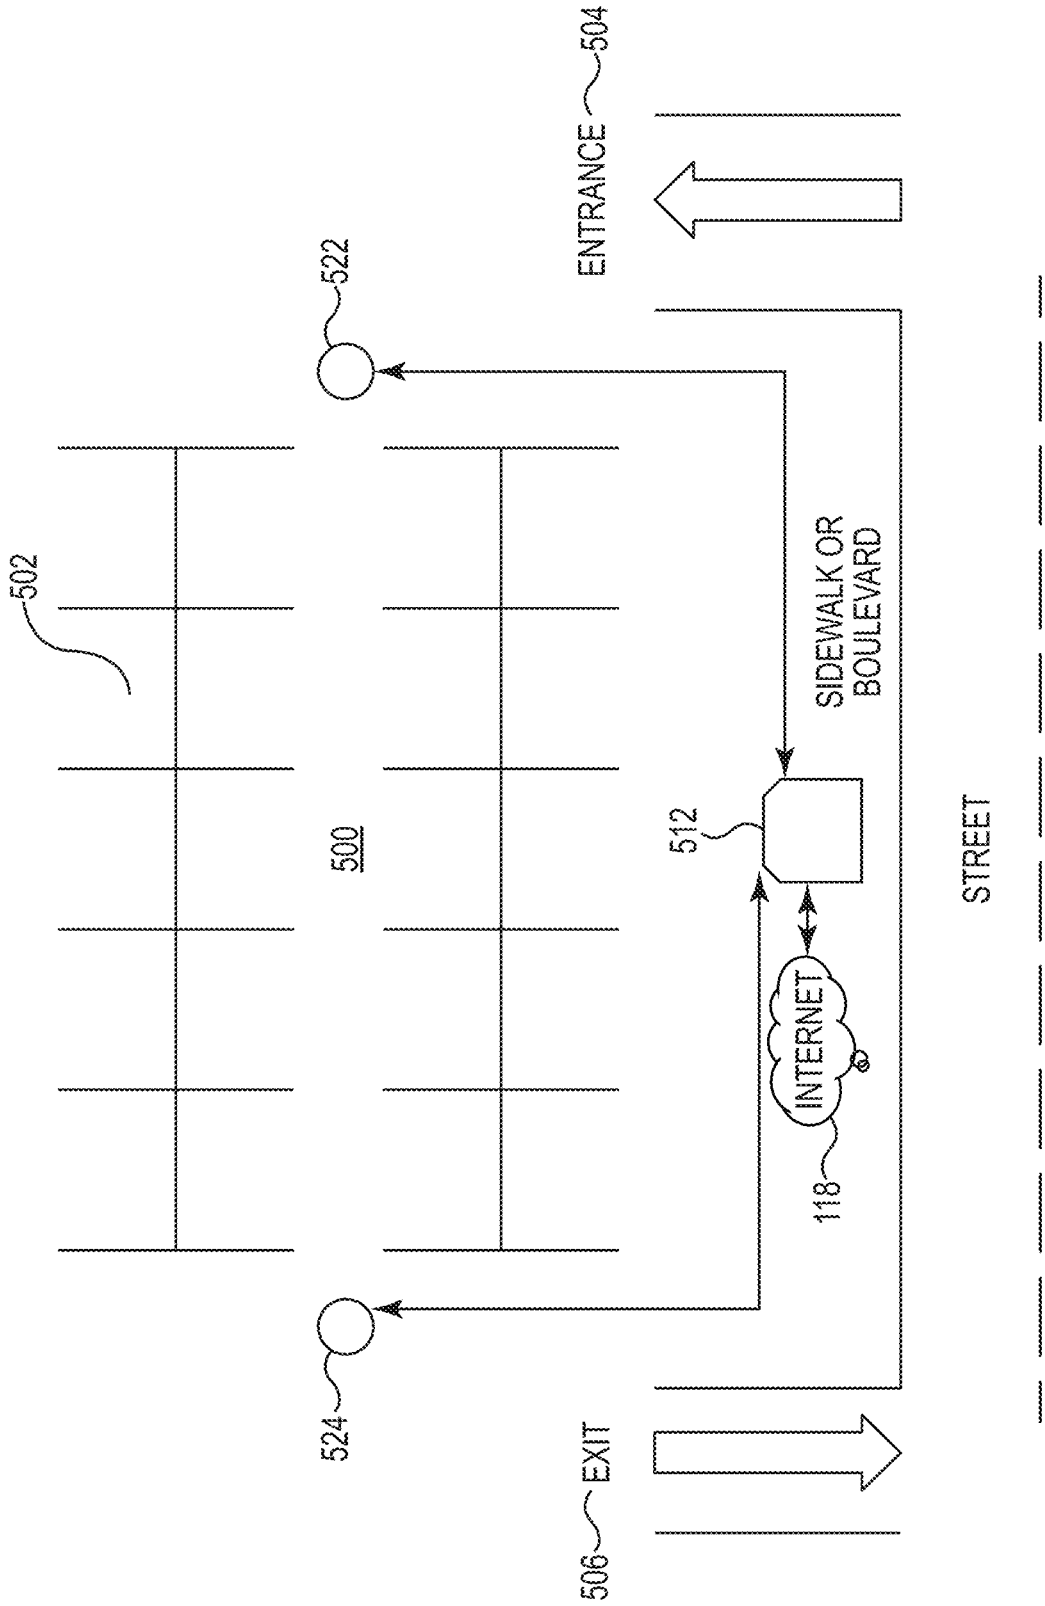 502
500
524
522
506
EXIT
ENTRANCE
504
512
118
INTERNET
SIDEWALK OR
BOULEVARD
STREET